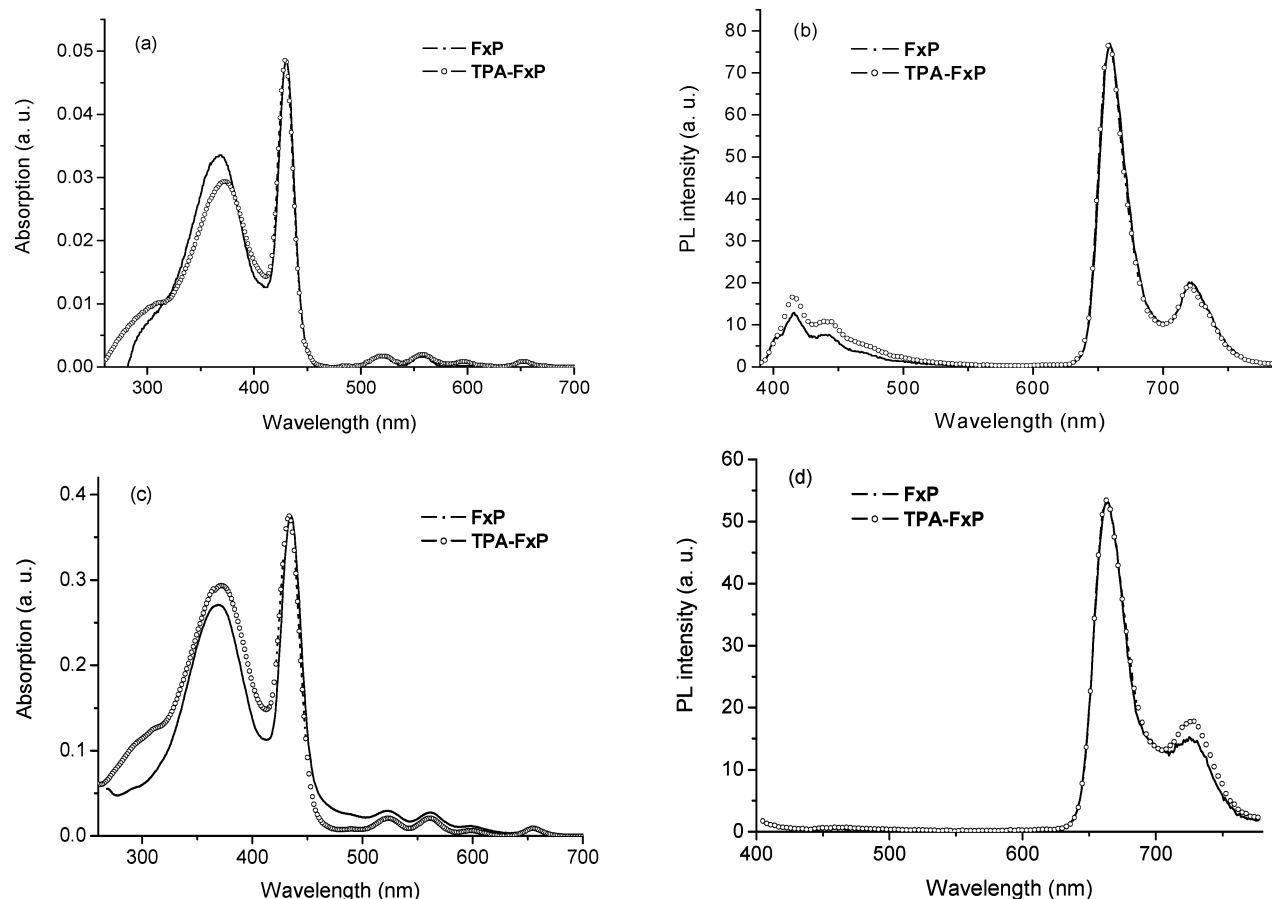 (a)
FxP
TPA-FxP
Absorption (a. u.)
0.05
0.04
0.03
0.02
0.01
0.00
300 400 500 600 700
Wavelength (nm)
(b)
FxP
TPA-FxP
PL intensity (a. u.)
80
70
60
50
40
30
20
10
0
400 500 600 700
Wavelength (nm)
(c)
FxP
TPA-FxP
Absorption (a. u.)
0.4
0.3
0.2
0.1
0.0
300 400 500 600 700
Wavelength (nm)
(d)
FxP
TPA-FxP
PL intensity (a. u.)
60
50
40
30
20
10
0
400 500 600 700
Wavelength (nm)